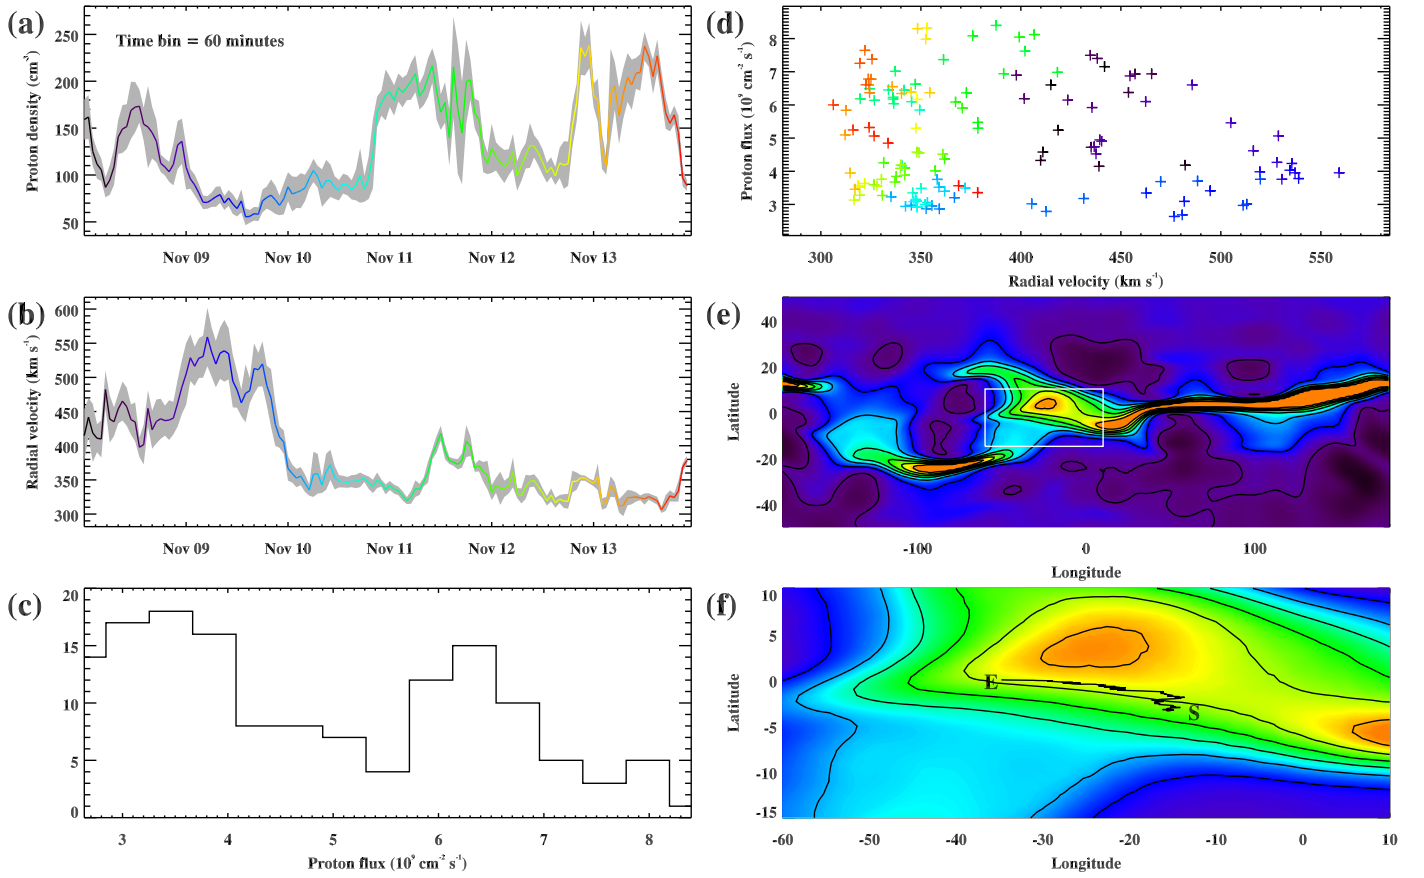 (a)
Time bin = 60 minutes
Proton density (cm⁻³)
250
200
150
100
50
Nov 09 Nov 10 Nov 11 Nov 12 Nov 13
(b)
Radial velocity (km s⁻¹)
600
550
500
450
400
350
300
Nov 09 Nov 10 Nov 11 Nov 12 Nov 13
(c)
20
15
10
5
0
3 4 5 6 7 8
Proton flux (10⁹ cm⁻² s⁻¹)
(d)
Proton flux (10⁹ cm⁻² s⁻¹)
8
7
6
5
4
3
300 350 400 450 500 550
Radial velocity (km s⁻¹)
(e)
Latitude
40
20
0
-20
-40
-100 0 100
Longitude
(f)
Latitude
10
5
0
-5
-10
-15
E
S
-60 -50 -40 -30 -20 -10 0 10
Longitude